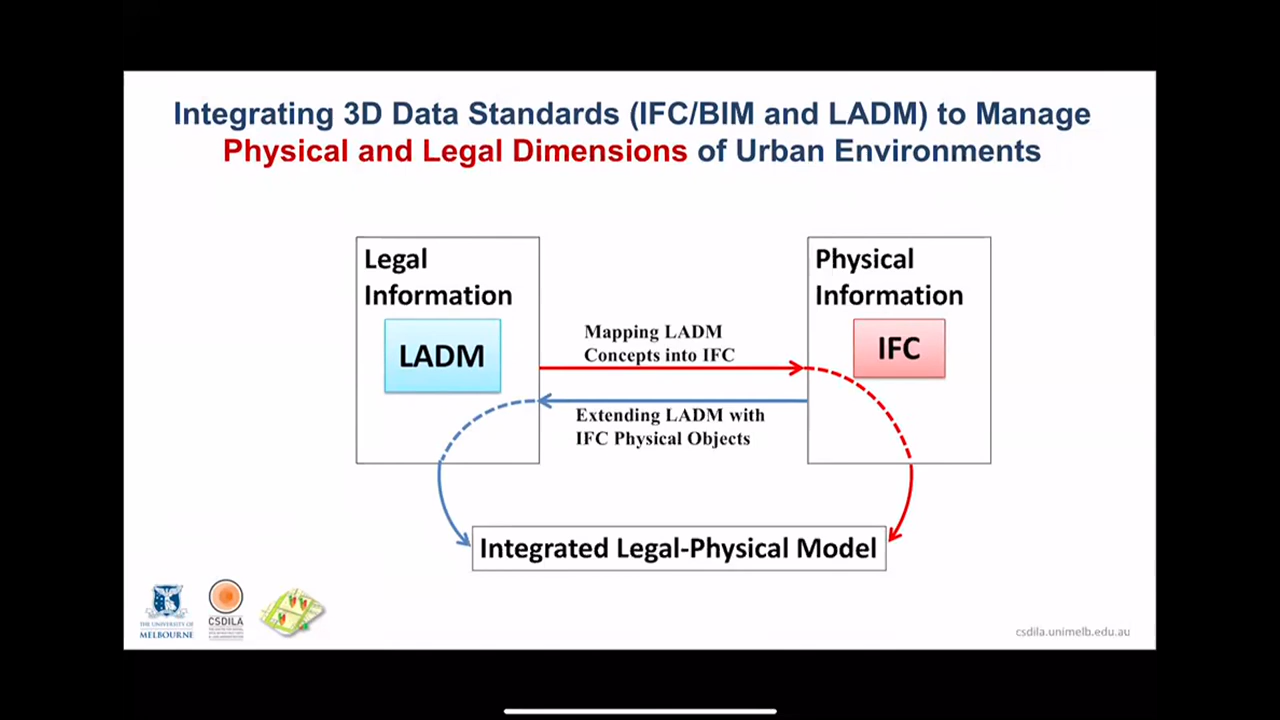 Integrating 3D Data Standards (IFC/BIM and LADM) to Manage
Physical and Legal Dimensions of Urban Environments
Legal
Information
LADM
Mapping LADM
Concepts into IFC
Extending LADM with
IFC Physical Objects
Physical
Information
IFC
Integrated Legal-Physical Model
THE UNIVERSITY OF
MELBOURNE
CSDILA
csdila.unimelb.edu.au